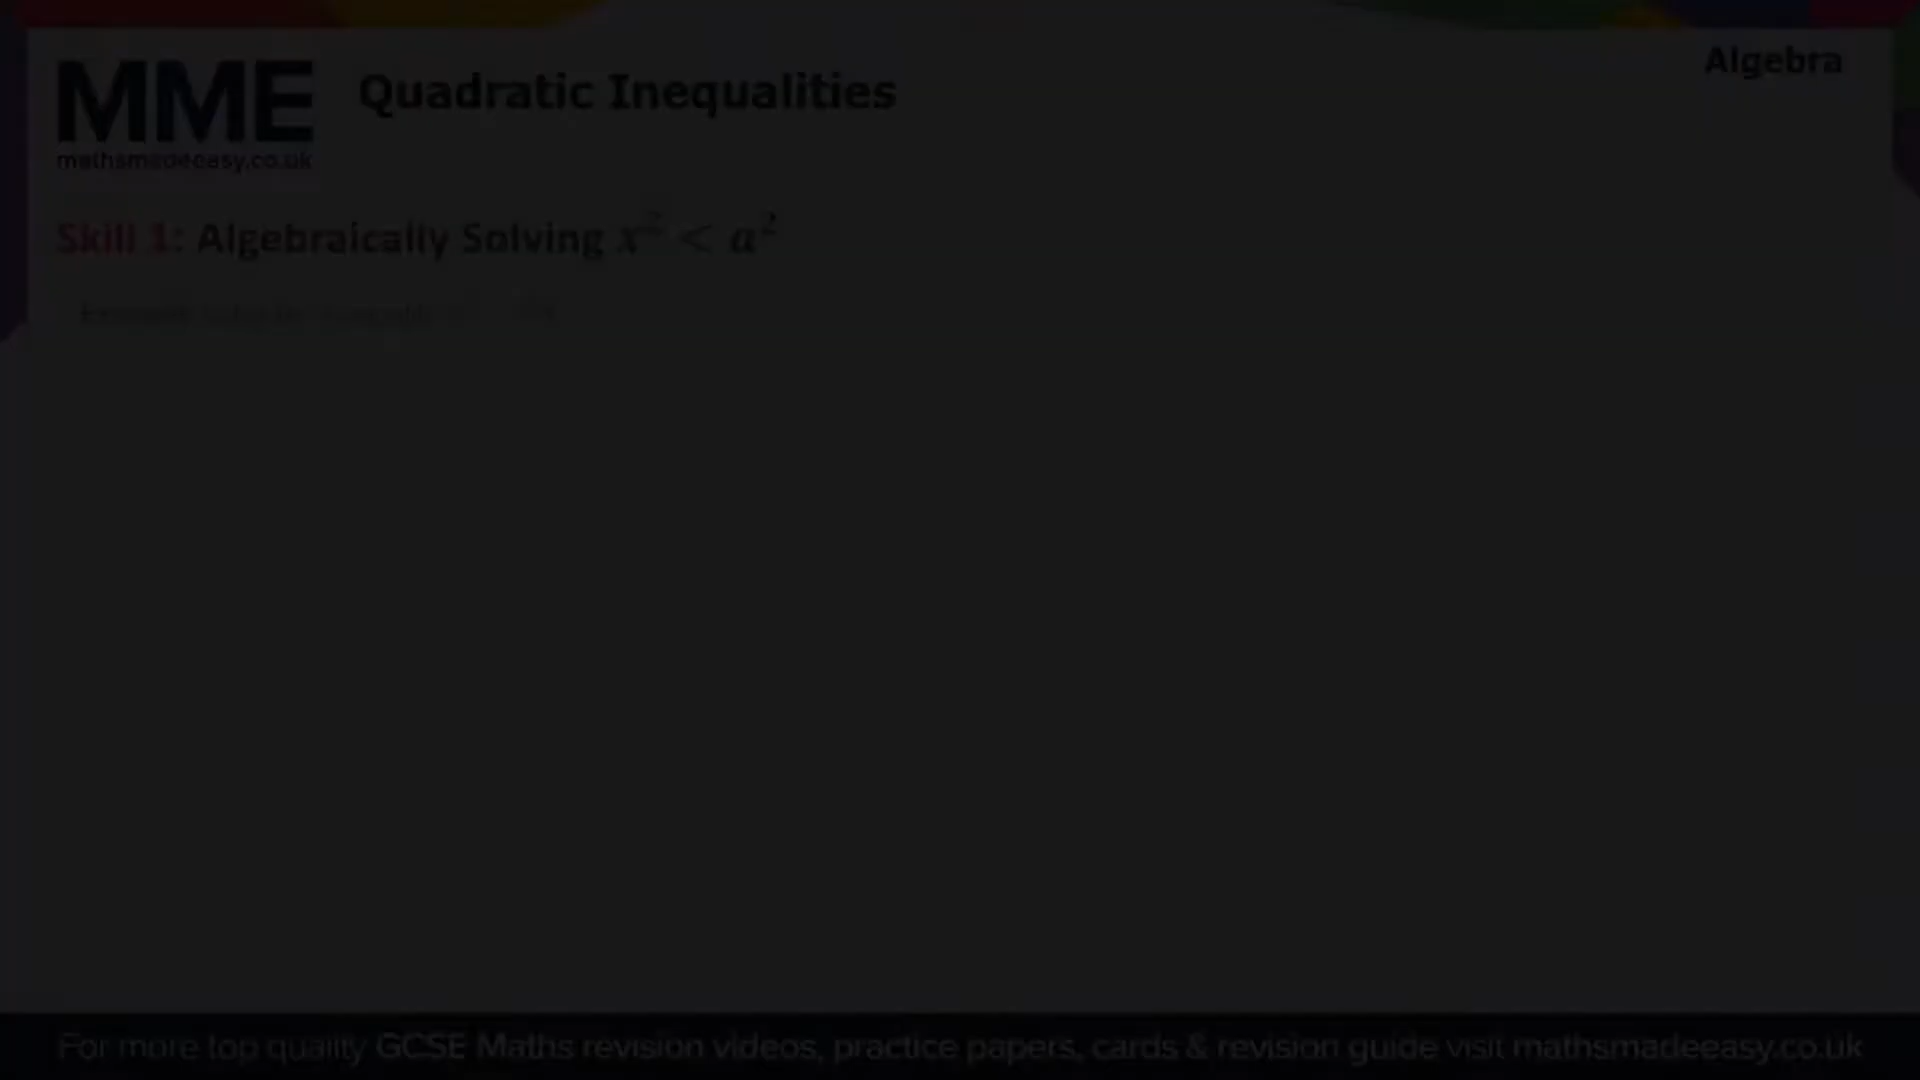 Algebra
MME Quadratic Inequalities
mathsmadeeasy.co.uk
Skill 1: Algebraically Solving x² < a²
For more top quality GCSE Maths revision videos, practice papers, cards & revision guide visit mathsmadeeasy.co.uk